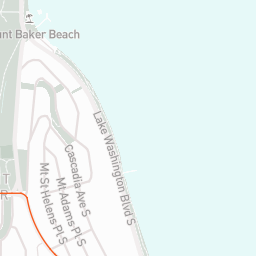 unt Baker Beach
Lake Washington Blvd S
Cascadia Ave S
Mt Adams Pl S
Mt St Helens Pl S
T
R